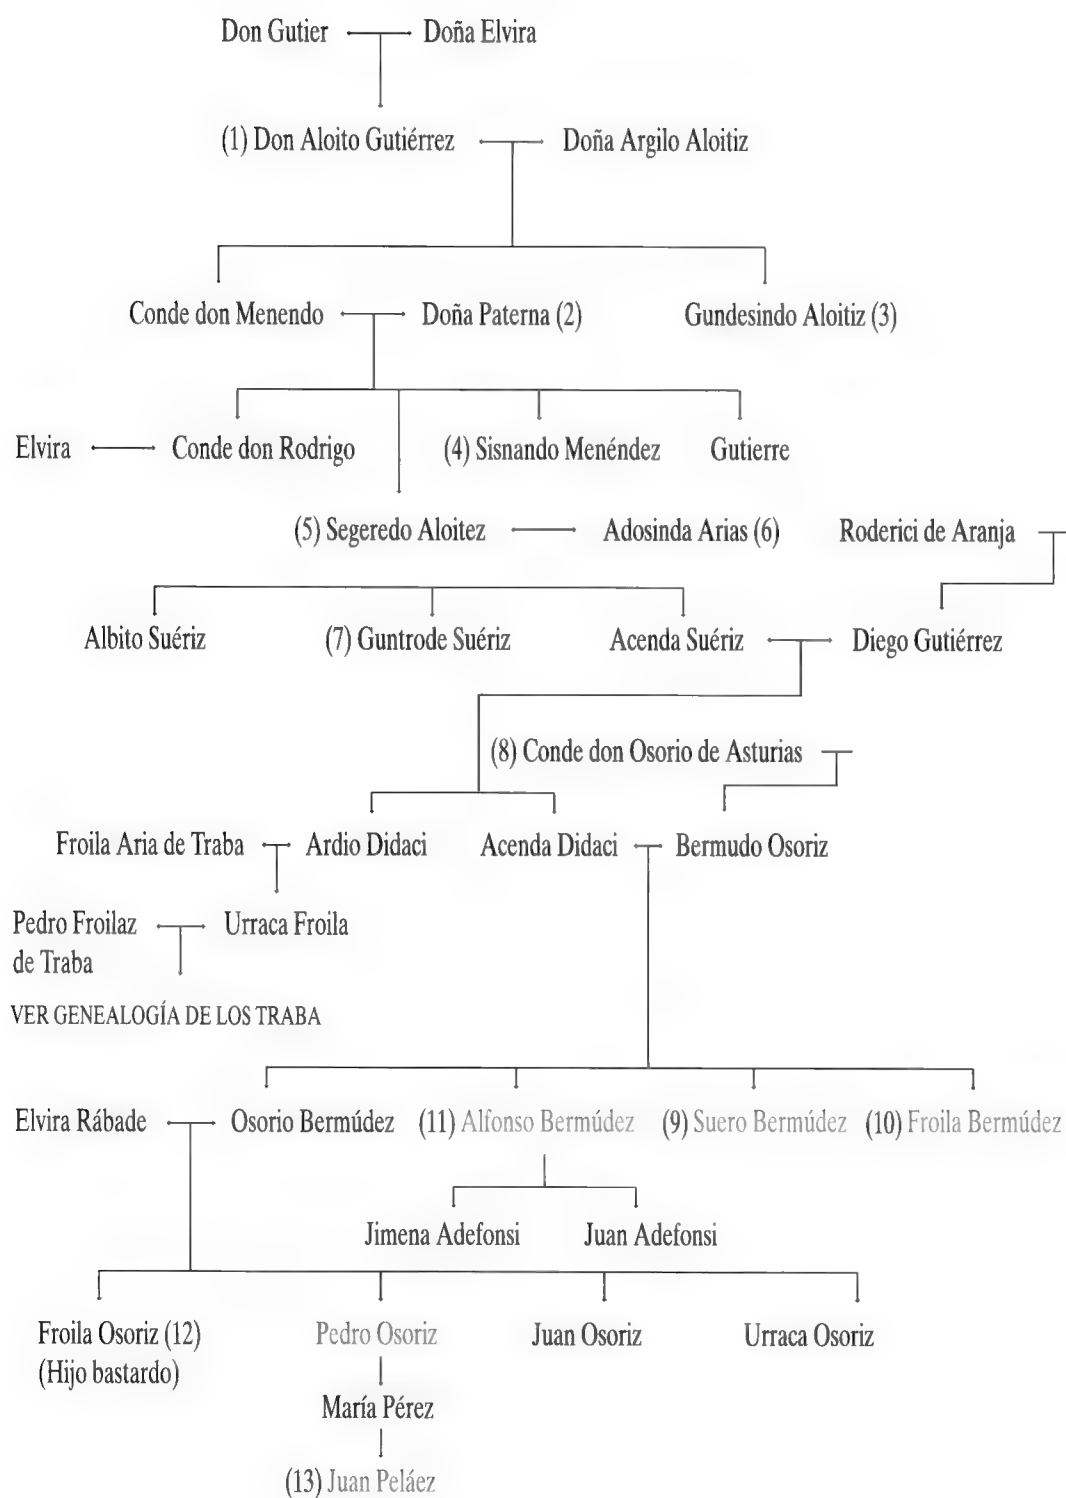 Don Gutier Doña Elvira
(1) Don Aloito Gutiérrez Doña Argilo Aloitiz
Conde don Menendo Doña Paterna (2) Gundesindo Aloitiz (3)
Elvira Conde don Rodrigo (4) Sisnando Menéndez Gutierre
(5) Segeredo Aloitez Adosinda Arias (6) Roderici de Aranja
Albito Suériz (7) Guntrode Suériz Acenda Suériz Diego Gutiérrez
(8) Conde don Osorio de Asturias
Froila Aria de Traba Ardio Didaci Acenda Didaci Bermudo Osoriz
Pedro Froilaz Urraca Froila
de Traba
VER GENEALOGÍA DE LOS TRABA
Elvira Rábade Osorio Bermúdez (11) Alfonso Bermúdez (9) Suero Bermúdez (10) Froila Bermúdez
Jimena Adefonsi Juan Adefonsi
Froila Osoriz (12) Pedro Osoriz Juan Osoriz Urraca Osoriz
(Hijo bastardo)
María Pérez
(13) Juan Peláez